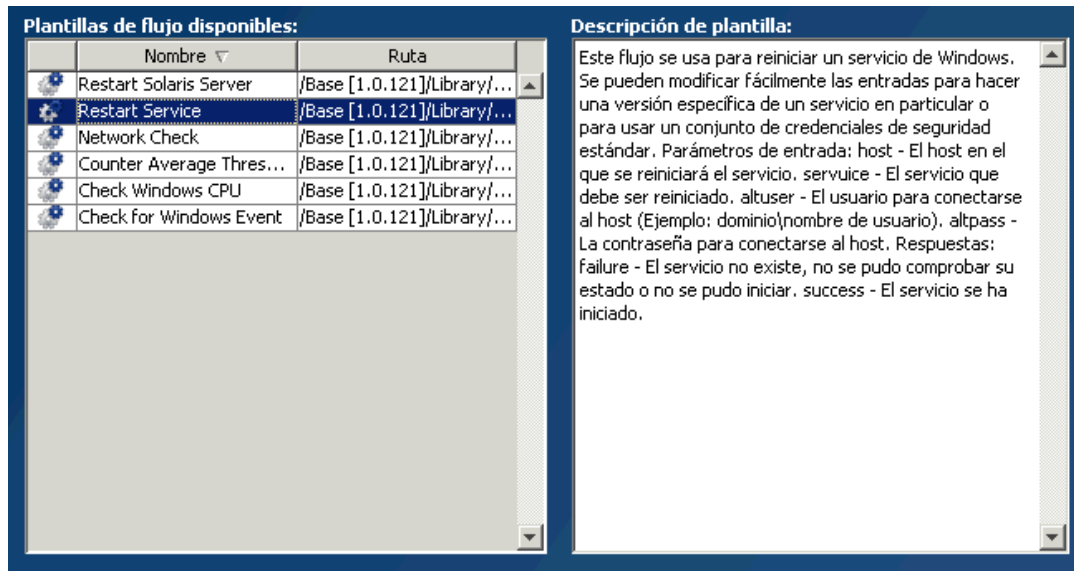 Plantillas de flujo disponibles:
Nombre Ruta
Restart Solaris Server /Base [1.0.121]/Library/...
Restart Service /Base [1.0.121]/Library/...
Network Check /Base [1.0.121]/Library/...
Counter Average Thres... /Base [1.0.121]/Library/...
Check Windows CPU /Base [1.0.121]/Library/...
Check for Windows Event /Base [1.0.121]/Library/...
Descripción de plantilla:
Este flujo se usa para reiniciar un servicio de Windows.
Se pueden modificar fácilmente las entradas para hacer
una versión específica de un servicio en particular o
para usar un conjunto de credenciales de seguridad
estándar. Parámetros de entrada: host - El host en el
que se reiniciará el servicio. servuice - El servicio que
debe ser reiniciado. altuser - El usuario para conectarse
al host (Ejemplo: dominio\nombre de usuario). altpass -
La contraseña para conectarse al host. Respuestas:
failure - El servicio no existe, no se pudo comprobar su
estado o no se pudo iniciar. success - El servicio se ha
iniciado.